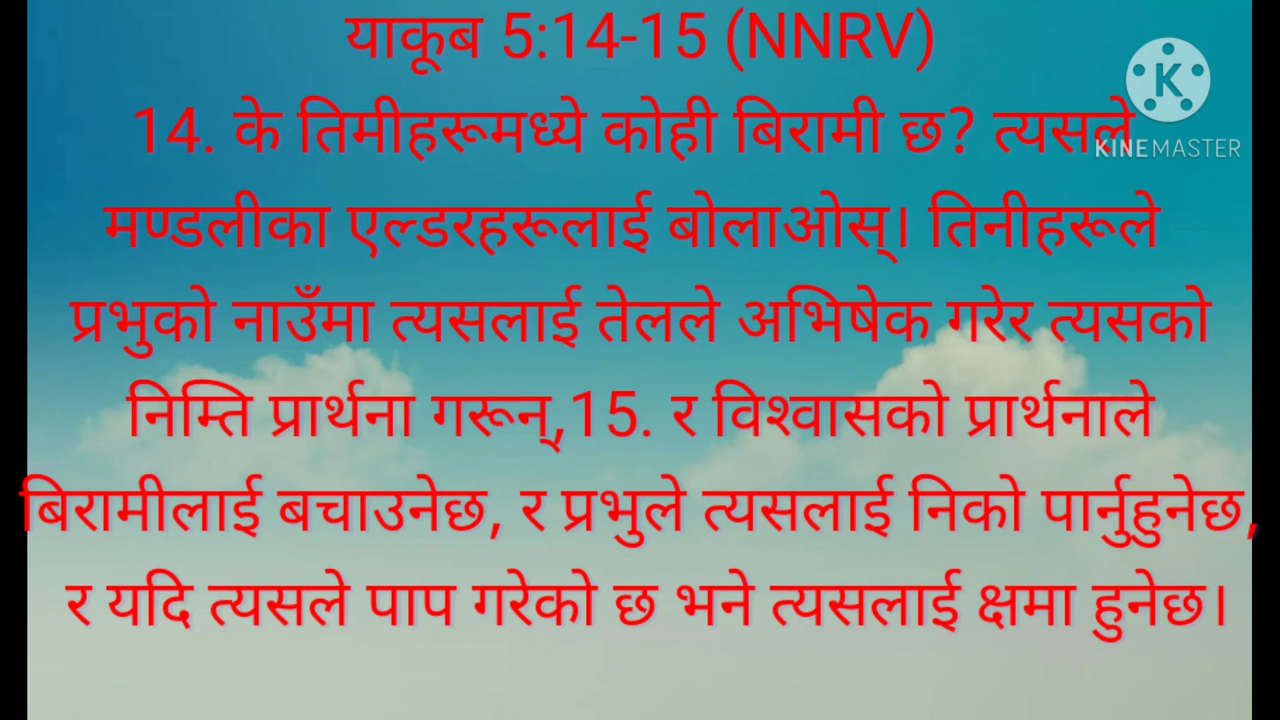 याकूब 5:14-15 (NNRV)
14. के तिमीहरूमध्ये कोही बिरामी छ? त्यसले
मण्डलीका एल्डरहरूलाई बोलाओस्। तिनीहरूले
प्रभुको नाउँमा त्यसलाई तेलले अभिषेक गरेर त्यसको
निम्ति प्रार्थना गरून्,15. र विश्वासको प्रार्थनाले
बिरामीलाई बचाउनेछ, र प्रभुले त्यसलाई निको पार्नुहुनेछ,
र यदि त्यसले पाप गरेको छ भने त्यसलाई क्षमा हुनेछ।
K
KINEMASTER